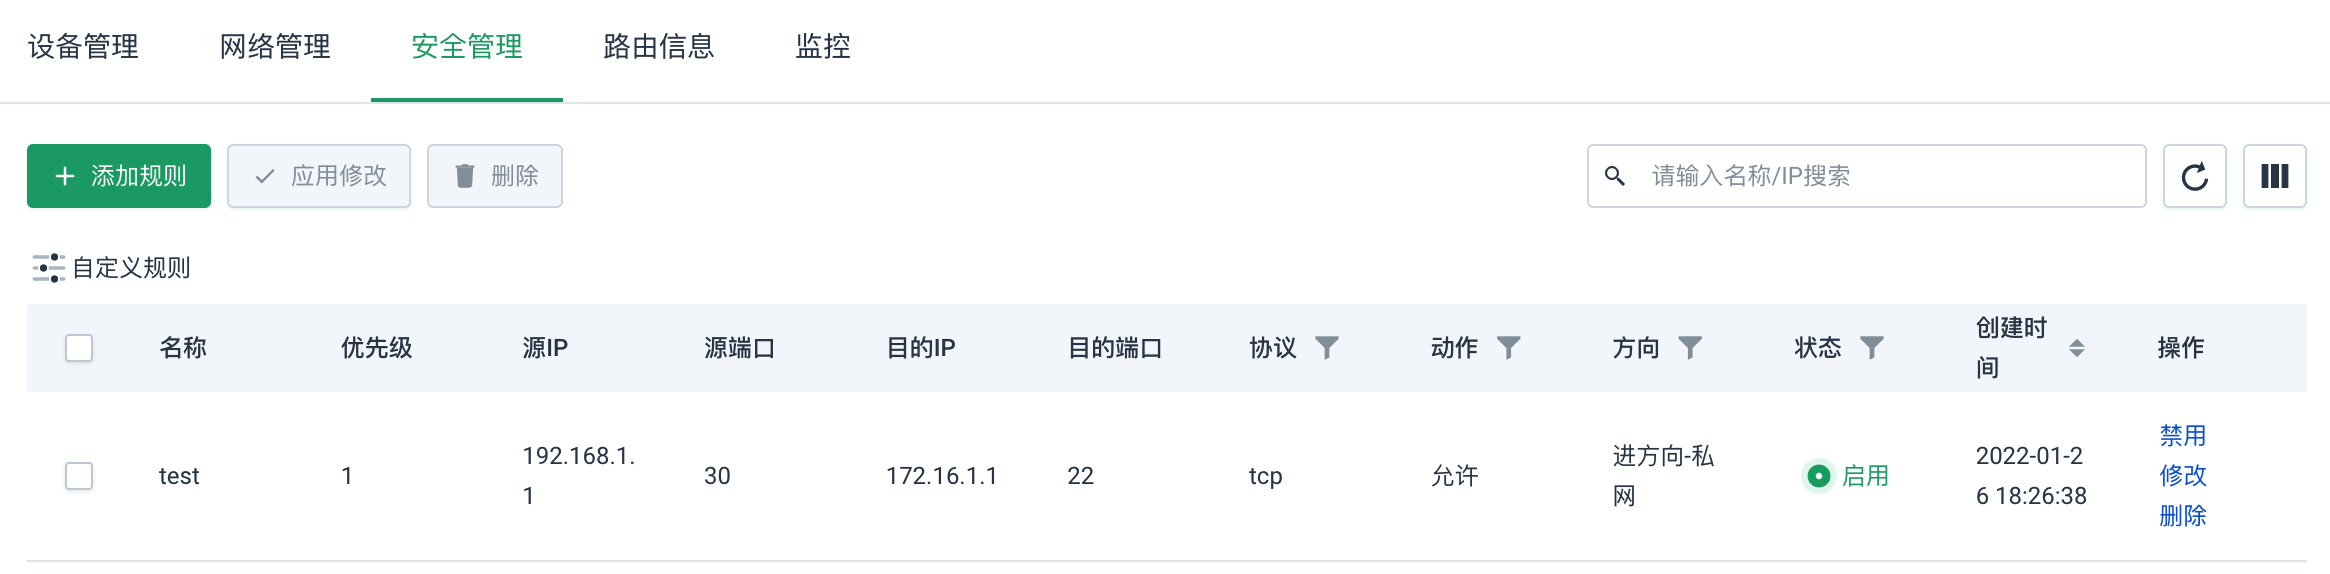 设备管理 网络管理 安全管理 路由信息 监控
添加规则 应用修改 删除 请输入名称/IP搜索
自定义规则
名称 优先级 源IP 源端口 目的IP 目的端口 协议 动作 方向 状态 创建时
间 操作
test 1 192.168.1.
1 30 172.16.1.1 22 tcp 允许 进方向-私
网 启用 2022-01-2
6 18:26:38 禁用
修改
删除